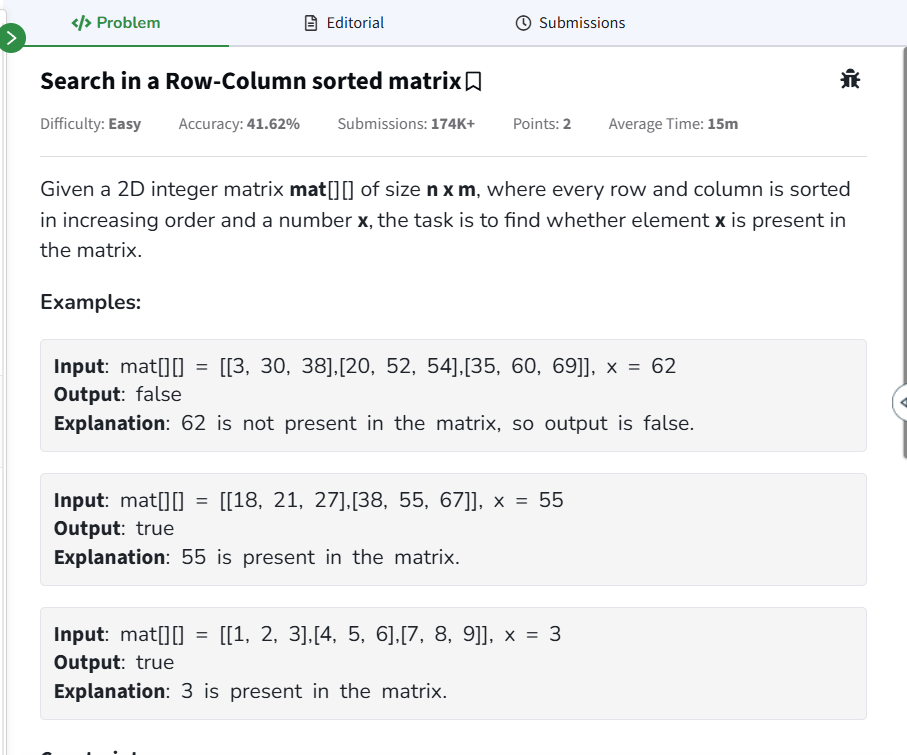 </> Problem
Editorial
Submissions
Search in a Row-Column sorted matrix
Difficulty: Easy Accuracy: 41.62% Submissions: 174K+ Points: 2 Average Time: 15m
Given a 2D integer matrix mat[][] of size n x m, where every row and column is sorted
in increasing order and a number x, the task is to find whether element x is present in
the matrix.
Examples:
Input: mat[][] = [[3, 30, 38],[20, 52, 54],[35, 60, 69]], x = 62
Output: false
Explanation: 62 is not present in the matrix, so output is false.
Input: mat[][] = [[18, 21, 27],[38, 55, 67]], x = 55
Output: true
Explanation: 55 is present in the matrix.
Input: mat[][] = [[1, 2, 3],[4, 5, 6],[7, 8, 9]], x = 3
Output: true
Explanation: 3 is present in the matrix.